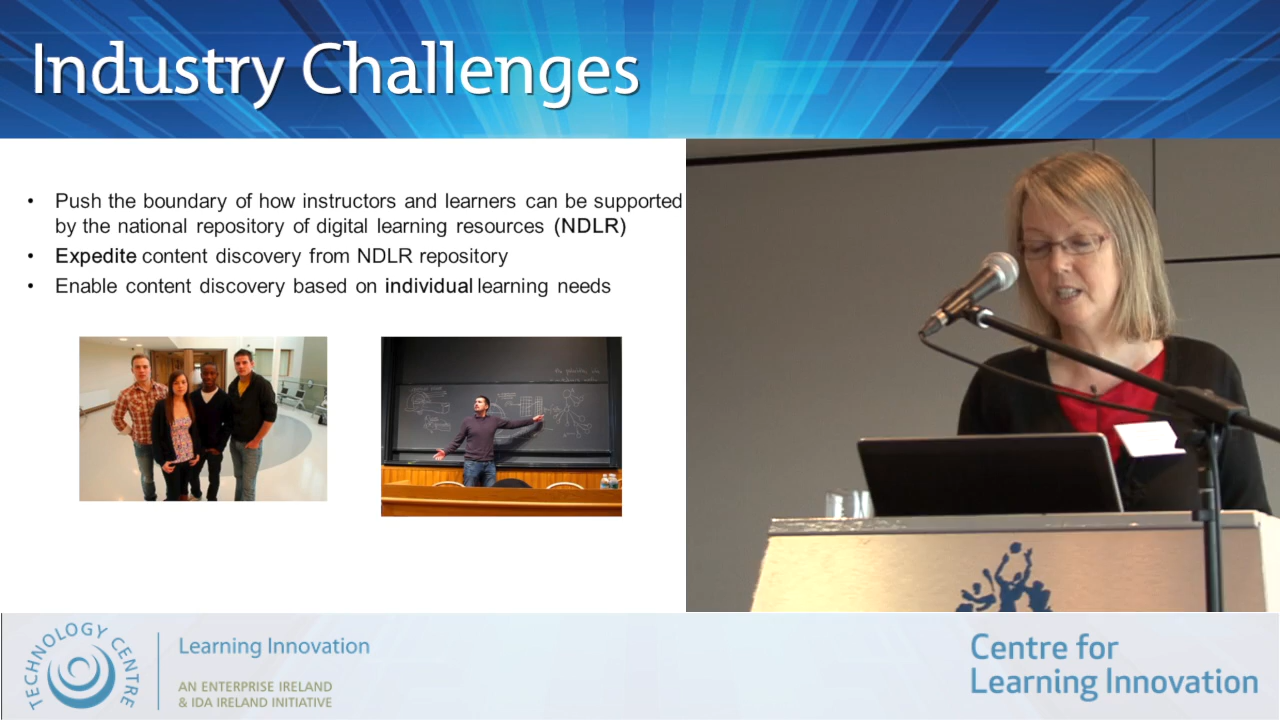 Industry Challenges
• Push the boundary of how instructors and learners can be supported
by the national repository of digital learning resources (NDLR)
• Expedite content discovery from NDLR repository
• Enable content discovery based on individual learning needs
TECHNOLOGY CENTRE
Learning Innovation
AN ENTERPRISE IRELAND
& IDA IRELAND INITIATIVE
Centre for
Learning Innovation